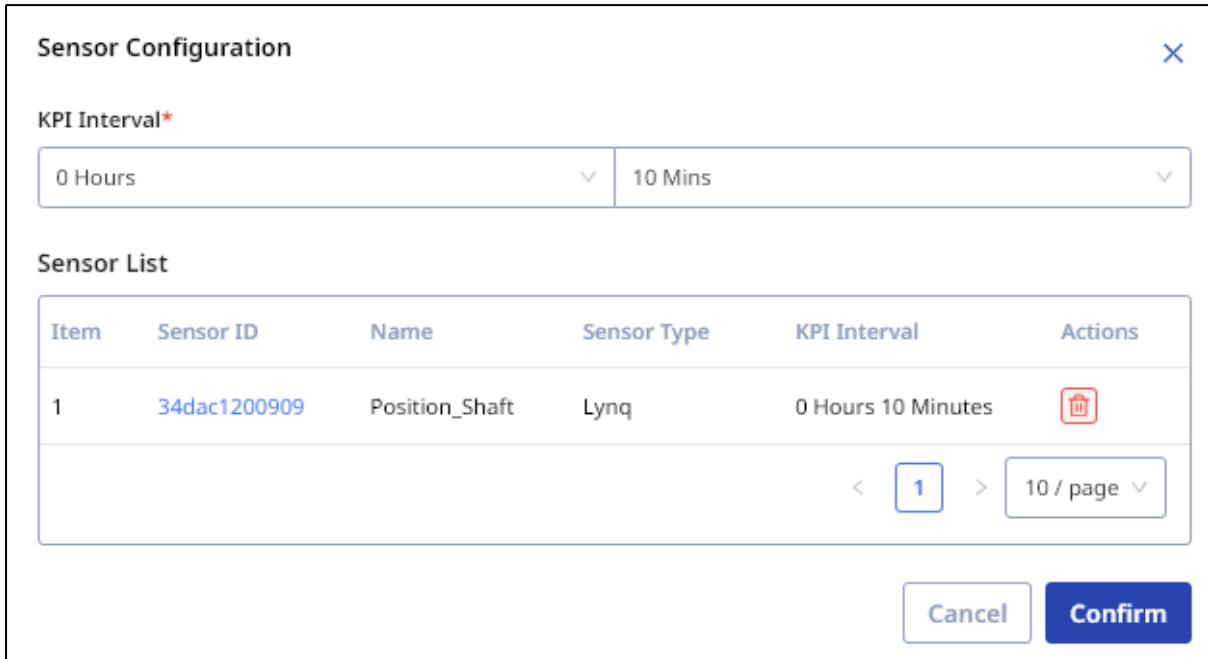 Sensor Configuration
KPI Interval*
0 Hours 10 Mins
Sensor List
Item Sensor ID Name Sensor Type KPI Interval Actions
1 34dac1200909 Position_Shaft Lynq 0 Hours 10 Minutes
< 1 > 10 / page
Cancel Confirm